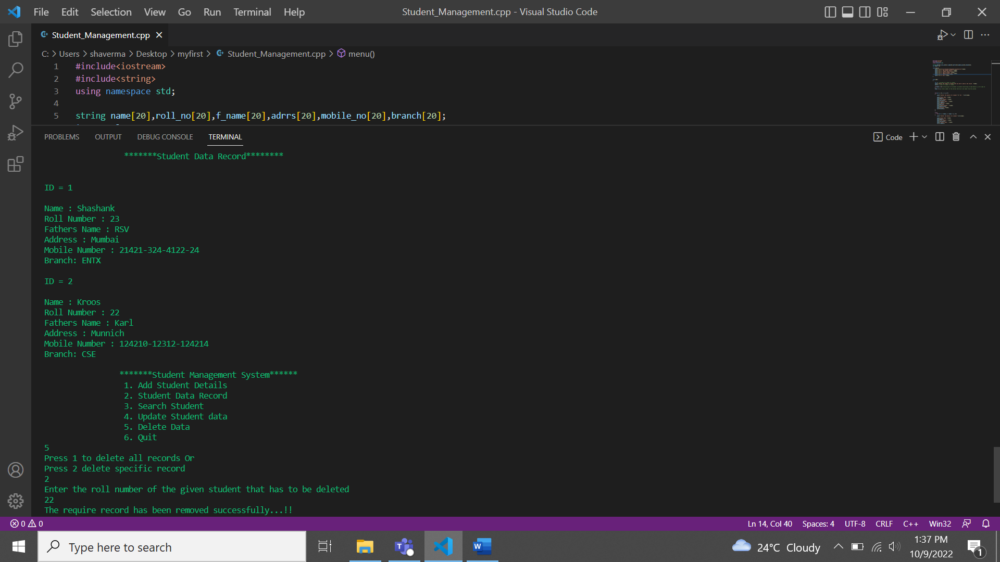 File Edit Selection View Go Run Terminal Help Student_Management.cpp - Visual Studio Code
Student_Management.cpp
C: > Users > shaverma > Desktop > myfirst > Student_Management.cpp > menu()
1 #include<iostream>
2 #include<string>
3 using namespace std;
4
5 string name[20],roll_no[20],f_name[20],adrrs[20],mobile_no[20],branch[20];
PROBLEMS OUTPUT DEBUG CONSOLE TERMINAL Code
*******Student Data Record********
ID = 1
Name : Shashank
Roll Number : 23
Fathers Name : RSV
Address : Mumbai
Mobile Number : 21421-324-4122-24
Branch: ENTX
ID = 2
Name : Kroos
Roll Number : 22
Fathers Name : Karl
Address : Munnich
Mobile Number : 124210-12312-124214
Branch: CSE
*******Student Management System******
1. Add Student Details
2. Student Data Record
3. Search Student
4. Update Student data
5. Delete Data
6. Quit
5
Press 1 to delete all records Or
Press 2 delete specific record
2
Enter the roll number of the given student that has to be deleted
22
The require record has been removed successfully...!!
0 0 Ln 14, Col 40 Spaces: 4 UTF-8 CRLF C++ Win32
Type here to search
24°C Cloudy
1:37 PM
10/9/2022
1